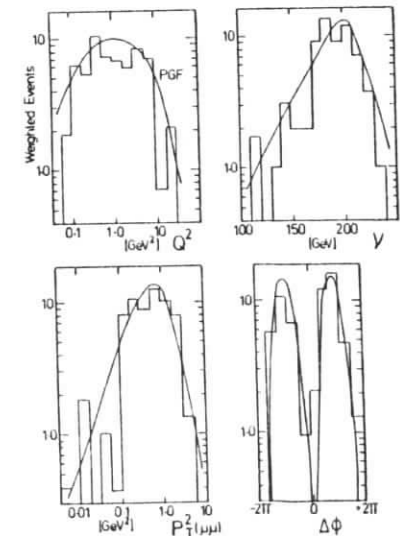 Weighted Events
10
1·0
PGF
0·1 1·0 10
[GeV²] Q²
10
1·0
100 150 200
[GeV] ν
10
1·0
0·01 0·1 1·0 10
[GeV²] P²T(μμ)
10
1·0
-2π 0 +2π
Δφ